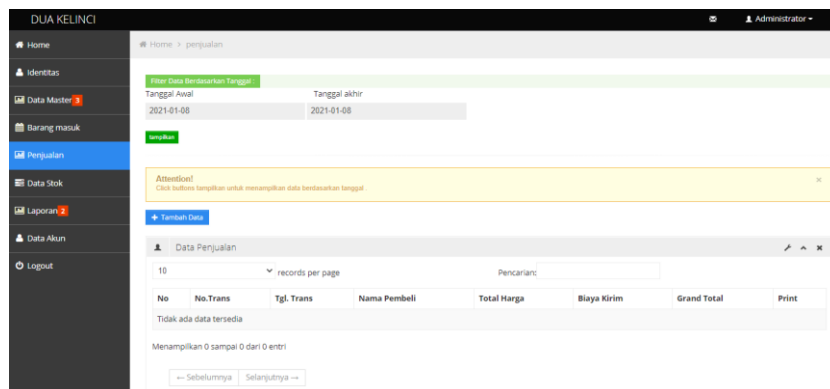 DUA KELINCI
Administrator
Home
Identitas
Data Master 3
Barang masuk
Penjualan
Data Stok
Laporan 2
Data Akun
Logout
Home > penjualan
Filter Data Berdasarkan Tanggal :
Tanggal Awal Tanggal akhir
2021-01-08 2021-01-08
tampilkan
Attention!
Click buttons tampilkan untuk menampilkan data berdasarkan tanggal
+ Tambah Data
Data Penjualan
10 records per page Pencarian:
No No.Trans Tgl. Trans Nama Pembeli Total Harga Biaya Kirim Grand Total Print
Tidak ada data tersedia
Menampilkan 0 sampai 0 dari 0 entri
← Sebelumnya Selanjutnya →